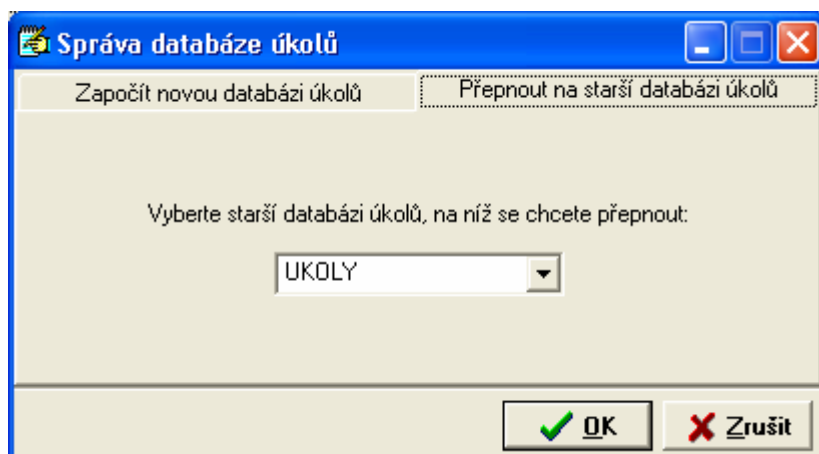 Správa databáze úkolů
Započít novou databázi úkolů
Přepnout na starší databázi úkolů
Vyberte starší databázi úkolů, na níž se chcete přepnout:
UKOLY
OK
Zrušit